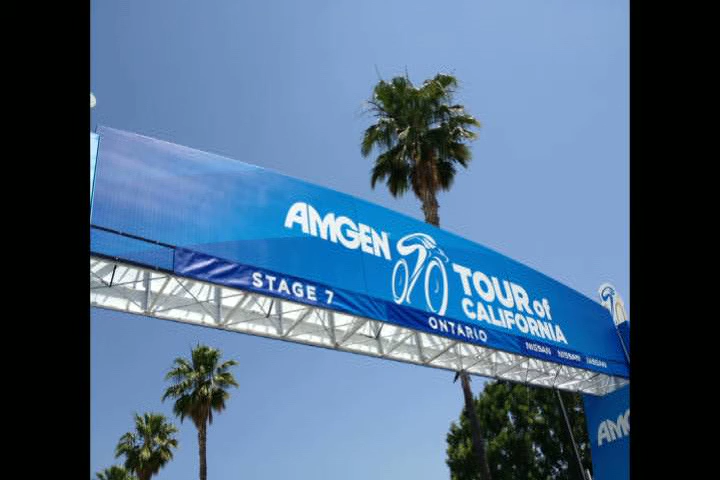 AMGEN
TOUR of
CALIFORNIA
STAGE 7
ONTARIO
NISSAN NISSAN NISSAN
AMG